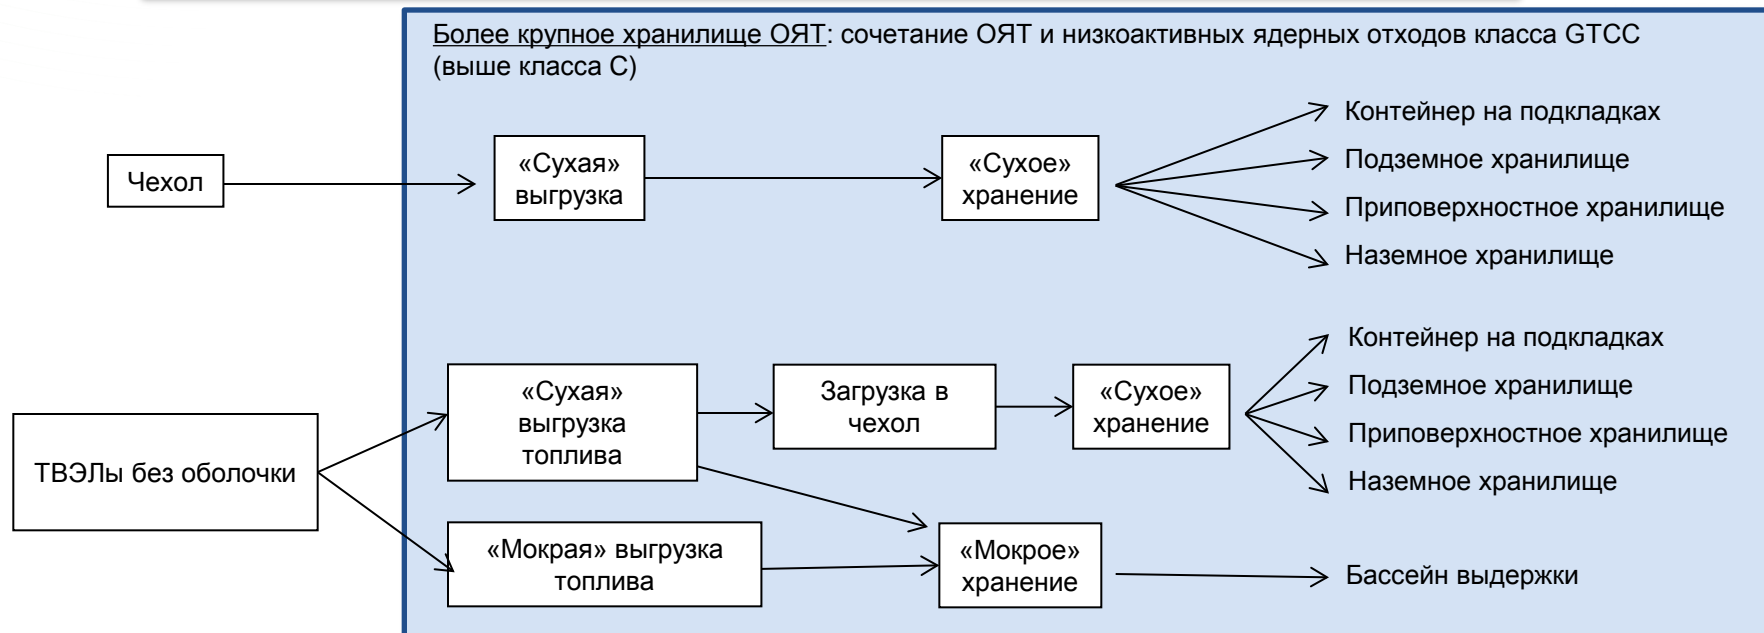 Более крупное хранилище ОЯТ: сочетание ОЯТ и низкоактивных ядерных отходов класса GTCC
(выше класса С)
Чехол
«Сухая»
выгрузка
«Сухое»
хранение
Контейнер на подкладках
Подземное хранилище
Приповерхностное хранилище
Наземное хранилище
ТВЭЛы без оболочки
«Сухая»
выгрузка
топлива
Загрузка в
чехол
«Сухое»
хранение
Контейнер на подкладках
Подземное хранилище
Приповерхностное хранилище
Наземное хранилище
«Мокрая» выгрузка
топлива
«Мокрое»
хранение
Бассейн выдержки